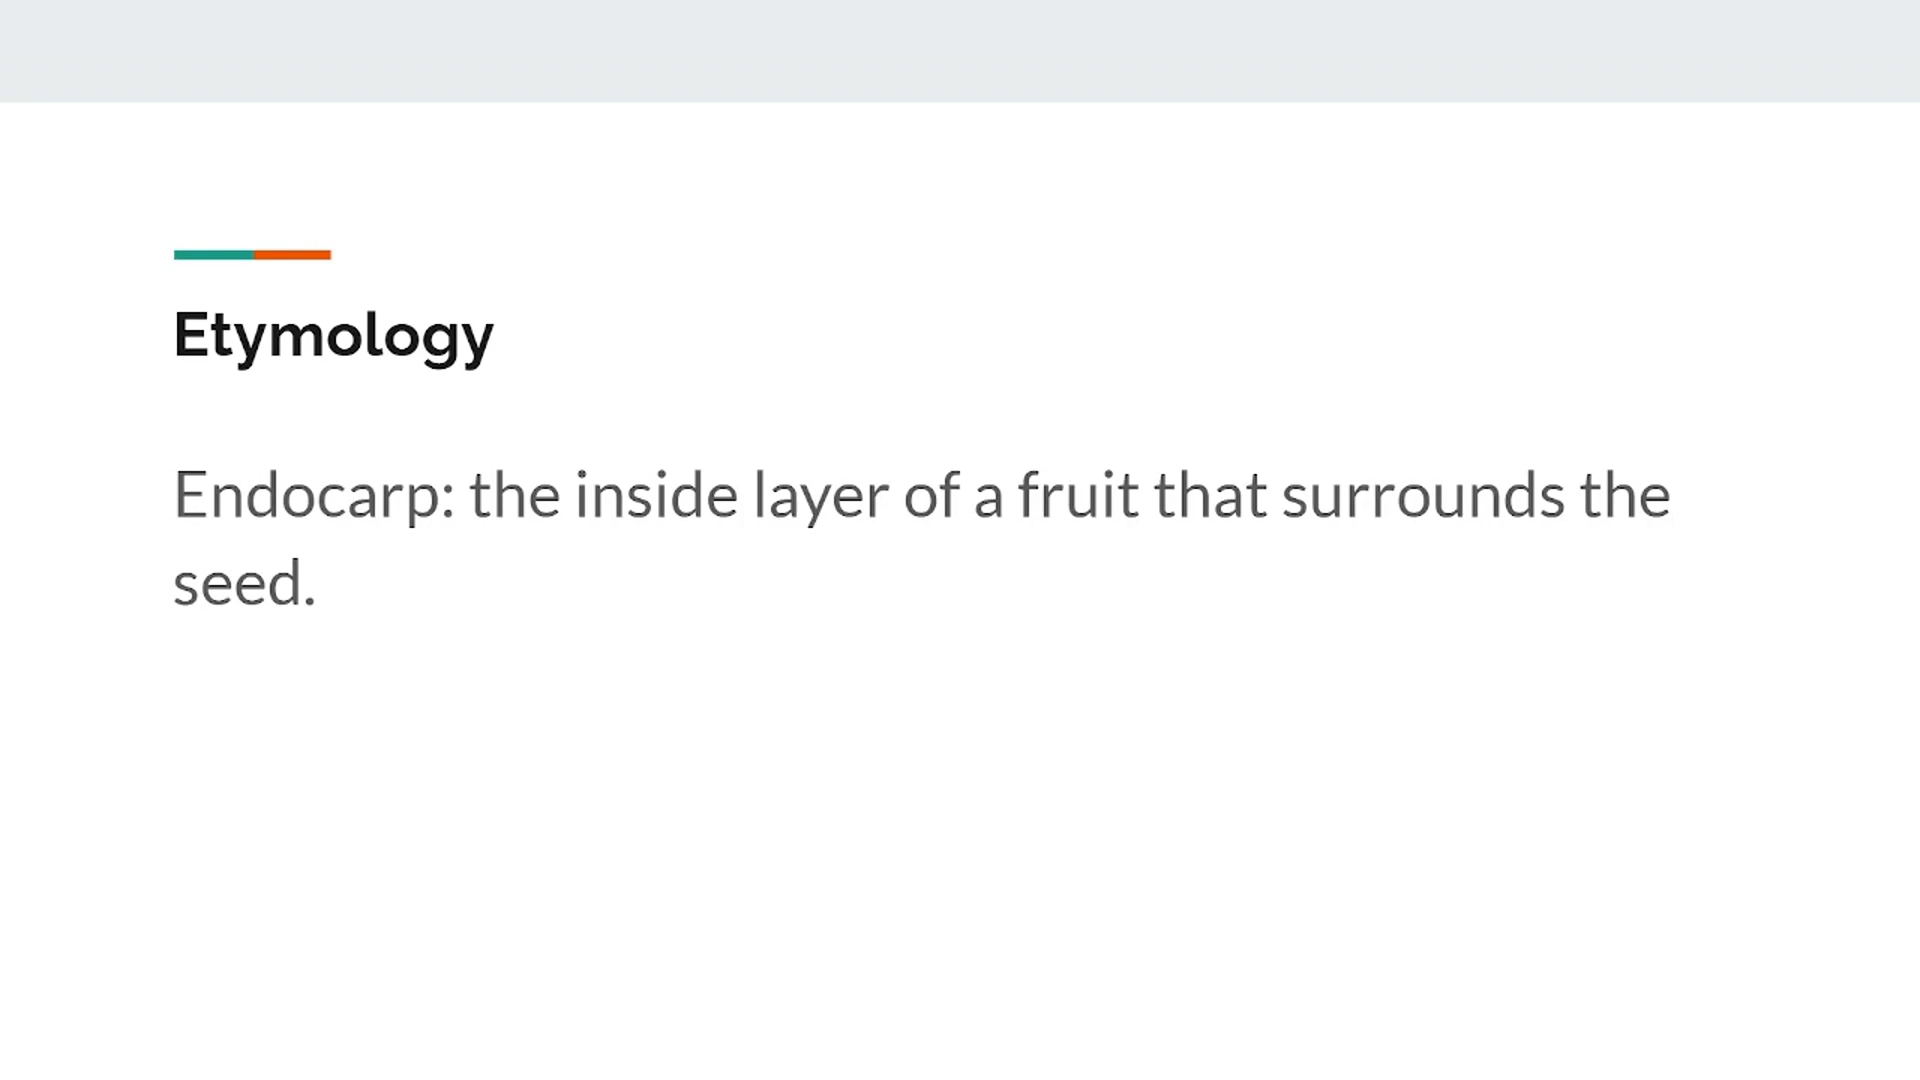 Etymology
Endocarp: the inside layer of a fruit that surrounds the
seed.